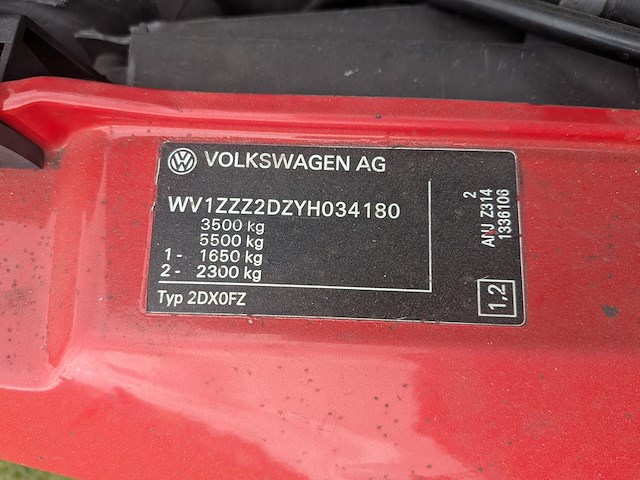 VOLKSWAGEN AG
WV1ZZZ2DZYH034180
3500 kg
5500 kg
1- 1650 kg
2- 2300 kg
Typ 2DX0FZ
2
ANJ Z314
1336106
1,2